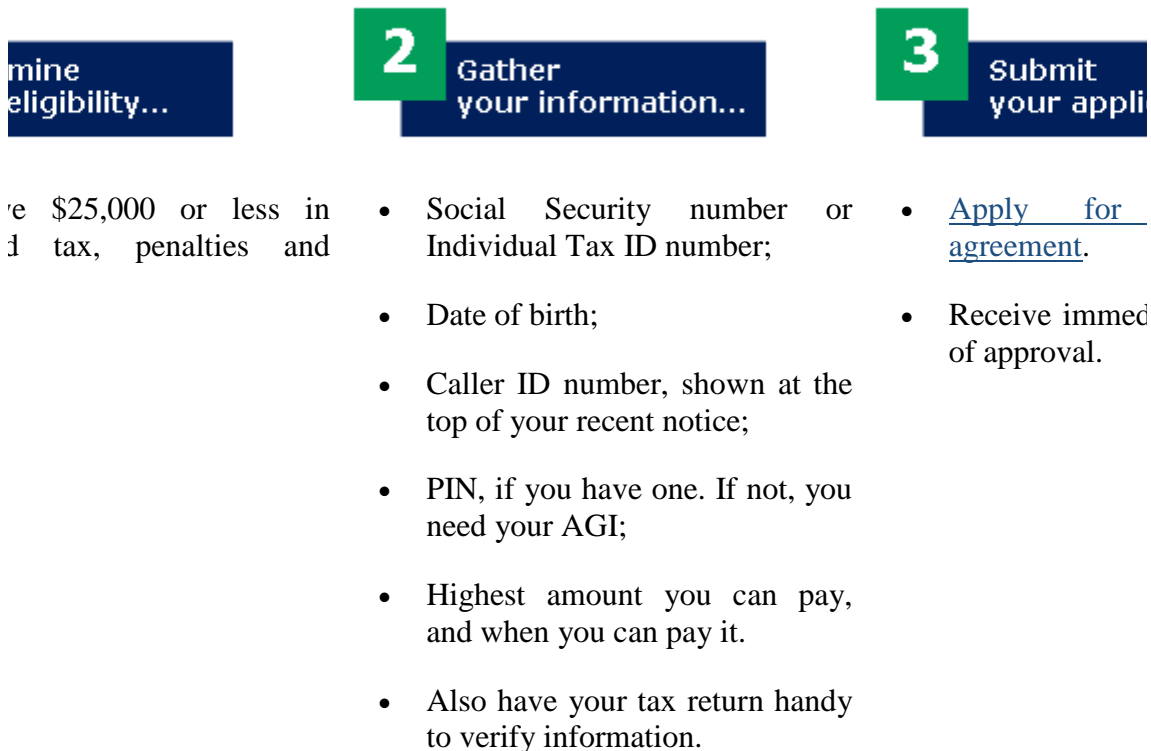 mine
eligibility...
$25,000 or less in
tax, penalties and
2
Gather
your information...
• Social Security number or
Individual Tax ID number;
• Date of birth;
• Caller ID number, shown at the
top of your recent notice;
• PIN, if you have one. If not, you
need your AGI;
• Highest amount you can pay,
and when you can pay it.
• Also have your tax return handy
to verify information.
3
Submit
your appli
• Apply for
agreement.
• Receive immed
of approval.